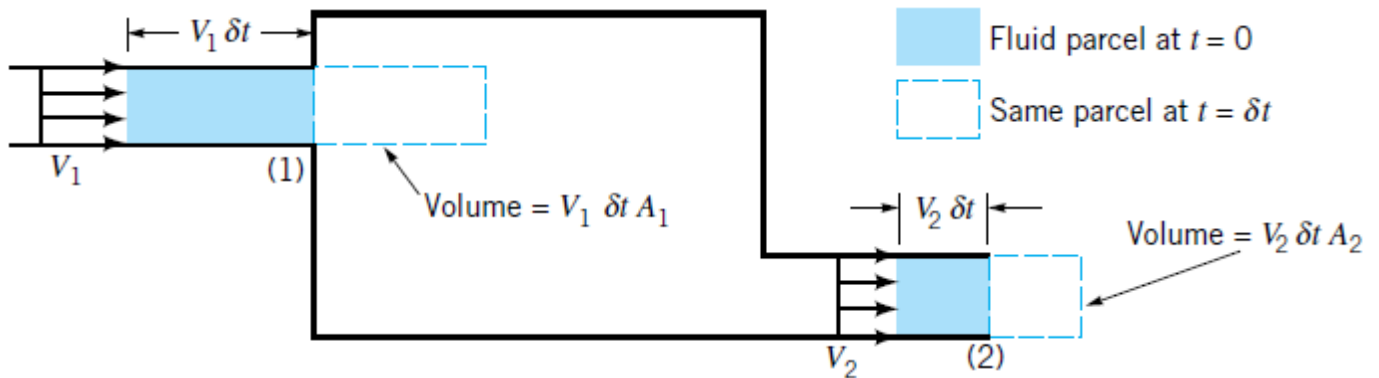 V₁ δt
Fluid parcel at t = 0
Same parcel at t = δt
V₁
(1)
Volume = V₁ δt A₁
V₂ δt
Volume = V₂ δt A₂
V₂
(2)